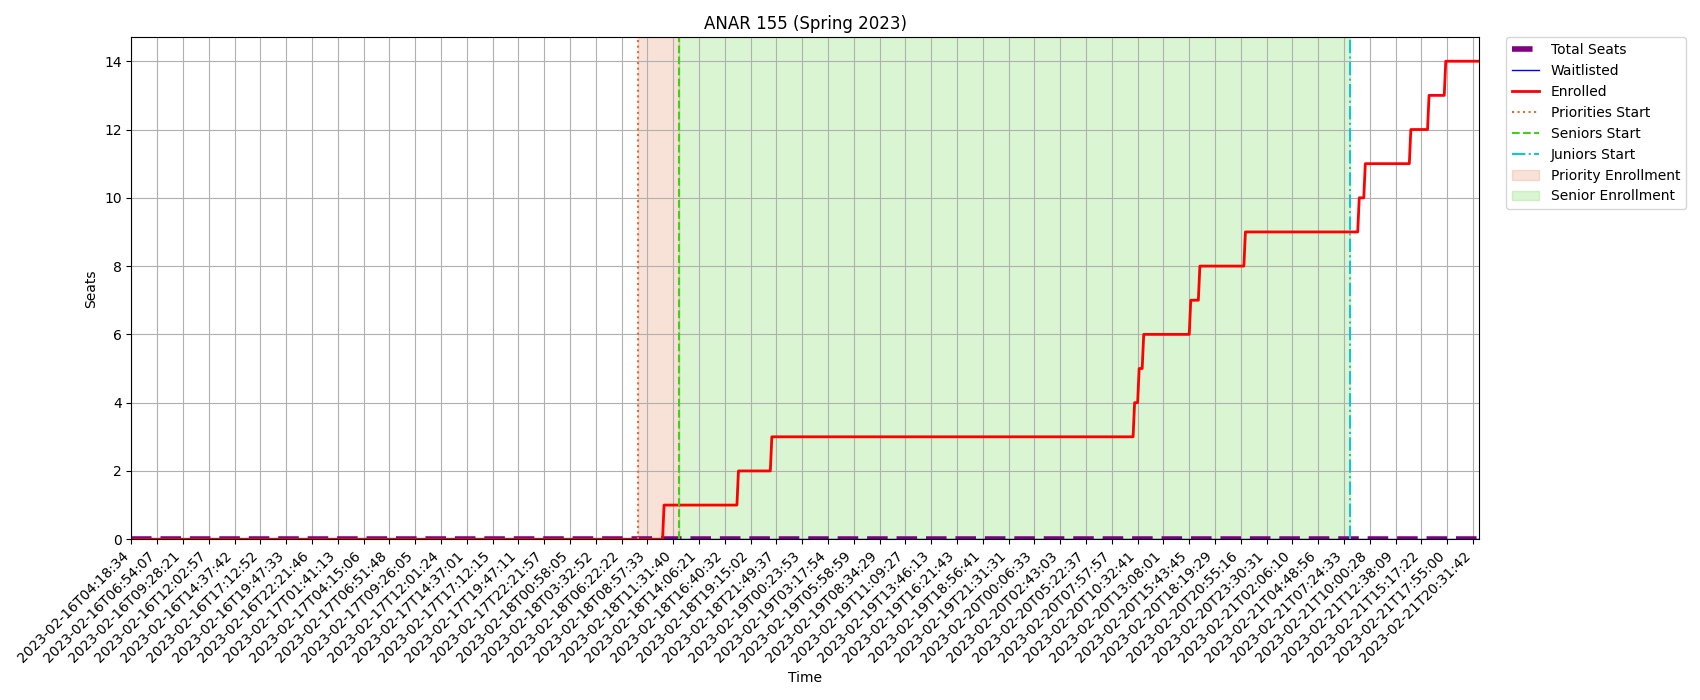 ANAR 155 (Spring 2023)
Total Seats
Waitlisted
Enrolled
Priorities Start
Seniors Start
Juniors Start
Priority Enrollment
Senior Enrollment
14
12
10
8
6
4
2
0
Seats
2023-02-16T04:18:34
2023-02-16T06:54:07
2023-02-16T09:28:21
2023-02-16T12:02:57
2023-02-16T14:37:42
2023-02-16T17:12:52
2023-02-16T19:47:33
2023-02-16T22:21:46
2023-02-17T01:41:13
2023-02-17T04:15:06
2023-02-17T06:51:48
2023-02-17T09:26:05
2023-02-17T12:01:24
2023-02-17T14:37:01
2023-02-17T17:12:15
2023-02-17T19:47:11
2023-02-17T22:21:57
2023-02-18T00:58:05
2023-02-18T03:32:52
2023-02-18T06:22:22
2023-02-18T08:57:33
2023-02-18T11:31:40
2023-02-18T14:06:21
2023-02-18T16:40:32
2023-02-18T19:15:02
2023-02-18T21:49:37
2023-02-19T00:23:53
2023-02-19T03:17:54
2023-02-19T05:58:59
2023-02-19T08:34:29
2023-02-19T11:09:27
2023-02-19T13:46:13
2023-02-19T16:21:43
2023-02-19T18:56:41
2023-02-19T21:31:31
2023-02-20T00:06:33
2023-02-20T02:43:03
2023-02-20T05:22:37
2023-02-20T07:57:57
2023-02-20T10:32:41
2023-02-20T13:08:01
2023-02-20T15:43:45
2023-02-20T18:19:29
2023-02-20T20:55:16
2023-02-20T23:30:31
2023-02-21T02:06:10
2023-02-21T04:48:56
2023-02-21T07:24:33
2023-02-21T10:00:28
2023-02-21T12:38:09
2023-02-21T15:17:22
2023-02-21T17:55:00
2023-02-21T20:31:42
Time